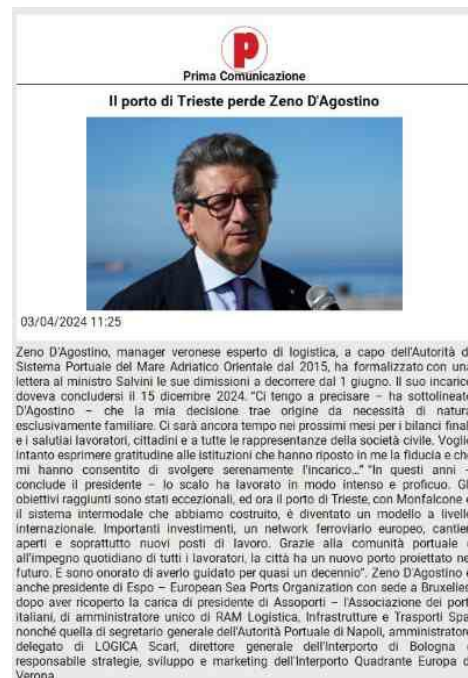 P
Prima Comunicazione
Il porto di Trieste perde Zeno D'Agostino
03/04/2024 11:25
Zeno D'Agostino, manager veronese esperto di logistica, a capo dell'Autorità d
Sistema Portuale del Mare Adriatico Orientale dal 2015, ha formalizzato con una
lettera al ministro Salvini le sue dimissioni a decorrere dal 1 giugno. Il suo incarico
doveva concludersi il 15 dicembre 2024. "Ci tengo a precisare – ha sottolineato
D'Agostino – che la mia decisione trae origine da necessità di natura
esclusivamente familiare. Ci sarà ancora tempo nei prossimi mesi per i bilanci finali
e i salutiai lavoratori, cittadini e a tutte le rappresentanze della società civile. Voglio
intanto esprimere gratitudine alle istituzioni che hanno riposto in me la fiducia e che
mi hanno consentito di svolgere serenamente l'incarico..." "In questi anni –
conclude il presidente – lo scalo ha lavorato in modo intenso e proficuo. Gl
obiettivi raggiunti sono stati eccezionali, ed ora il porto di Trieste, con Monfalcone e
il sistema intermodale che abbiamo costruito, è diventato un modello a livello
internazionale. Importanti investimenti, un network ferroviario europeo, cantieri
aperti e soprattutto nuovi posti di lavoro. Grazie alla comunità portuale e
all'impegno quotidiano di tutti i lavoratori, la città ha un nuovo porto proiettato nel
futuro. E sono onorato di averlo guidato per quasi un decennio". Zeno D'Agostino è
anche presidente di Espo – European Sea Ports Organization con sede a Bruxelles
dopo aver ricoperto la carica di presidente di Assoporti – l'Associazione dei port
italiani, di amministratore unico di RAM Logistica, Infrastrutture e Trasporti Spa
nonché quella di segretario generale dell'Autorità Portuale di Napoli, amministratore
delegato di LOGICA Scarl, direttore generale dell'Interporto di Bologna e
responsabile strategie, sviluppo e marketing dell'Interporto Quadrante Europa d
Verona